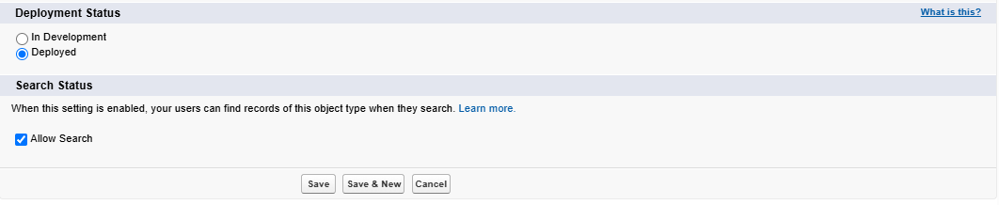 Deployment Status What is this?
In Development
Deployed
Search Status
When this setting is enabled, your users can find records of this object type when they search. Learn more.
Allow Search
Save Save & New Cancel